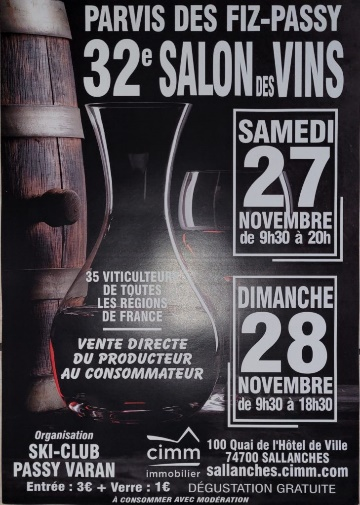 PARVIS DES FIZ-PASSY
32e SALON DES VINS
SAMEDI
27
NOVEMBRE
de 9h30 à 20h
35 VITICULTEURS
DE TOUTES
LES RÉGIONS
DE FRANCE
VENTE DIRECTE
DU PRODUCTEUR
AU CONSOMMATEUR
DIMANCHE
28
NOVEMBRE
de 9h30 à 18h30
Organisation
SKI-CLUB
PASSY VARAN
Entrée : 3€ + Verre : 1€
cimm
immobilier
100 Quai de l'Hôtel de Ville
74700 SALLANCHES
sallanches.cimm.com
DÉGUSTATION GRATUITE
À CONSOMMER AVEC MODÉRATION